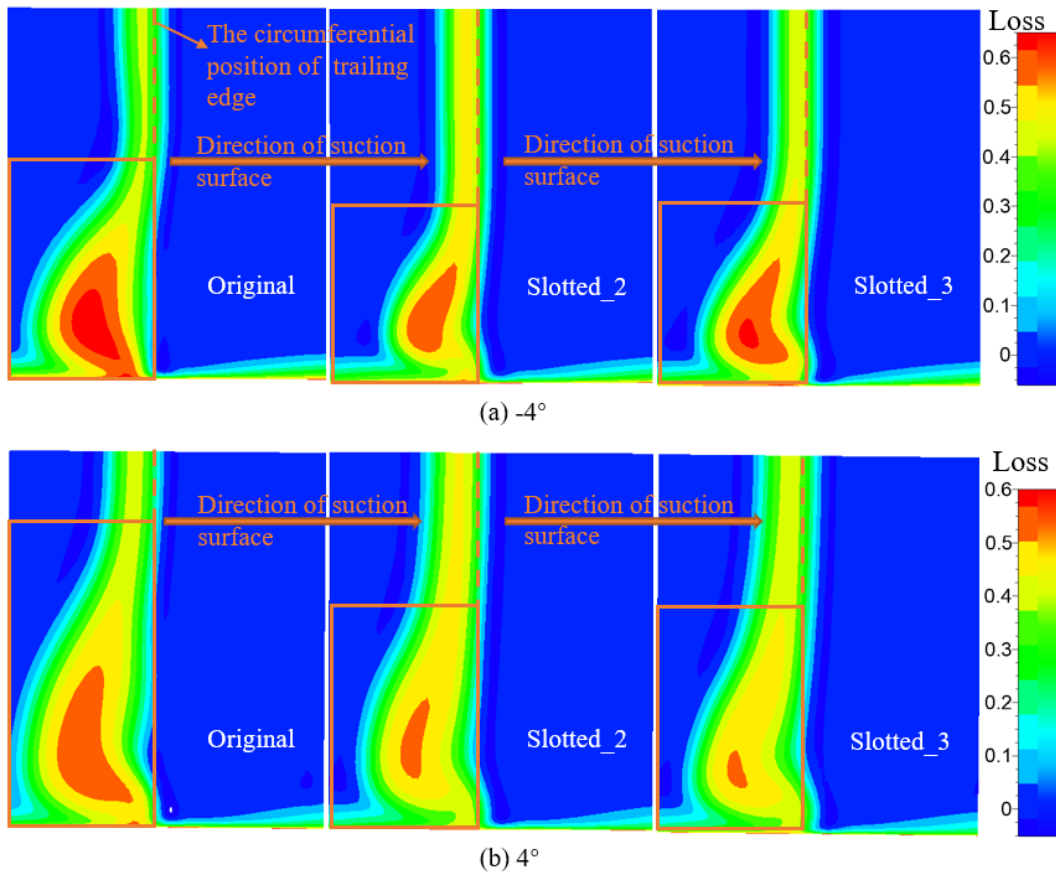 Loss
The circumferential
position of trailing
edge
Direction of suction
surface
Direction of suction
surface
Original
Slotted_2
Slotted_3
0.6
0.5
0.4
0.3
0.2
0.1
0
(a) -4°
Loss
Direction of suction
surface
Direction of suction
surface
Original
Slotted_2
Slotted_3
0.6
0.5
0.4
0.3
0.2
0.1
0
(b) 4°